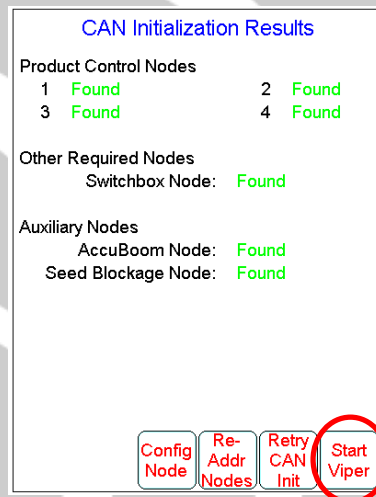 CAN Initialization Results
Product Control Nodes
1 Found 2 Found
3 Found 4 Found
Other Required Nodes
Switchbox Node: Found
Auxiliary Nodes
AccuBoom Node: Found
Seed Blockage Node: Found
Config
Node
Re-
Addr
Nodes
Retry
CAN
Init
Start
Viper